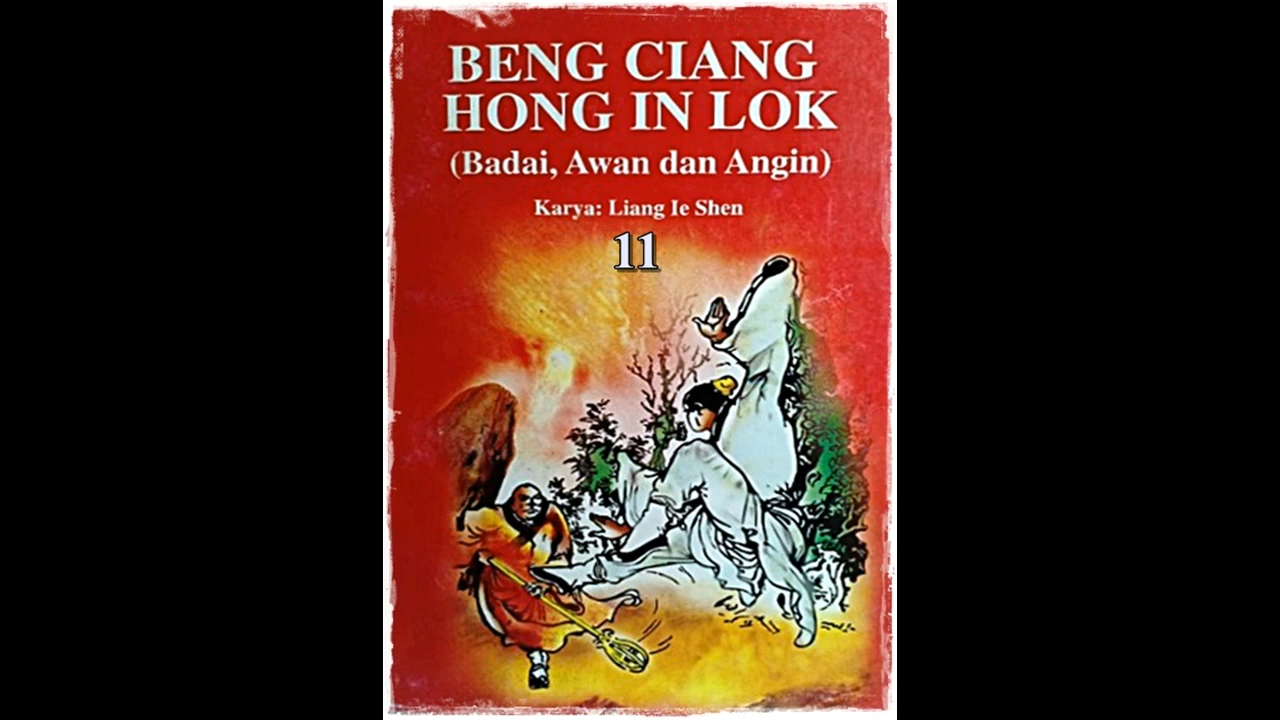 BENG CIANG
HONG IN LOK
(Badai, Awan dan Angin)
Karya: Liang Ie Shen
11